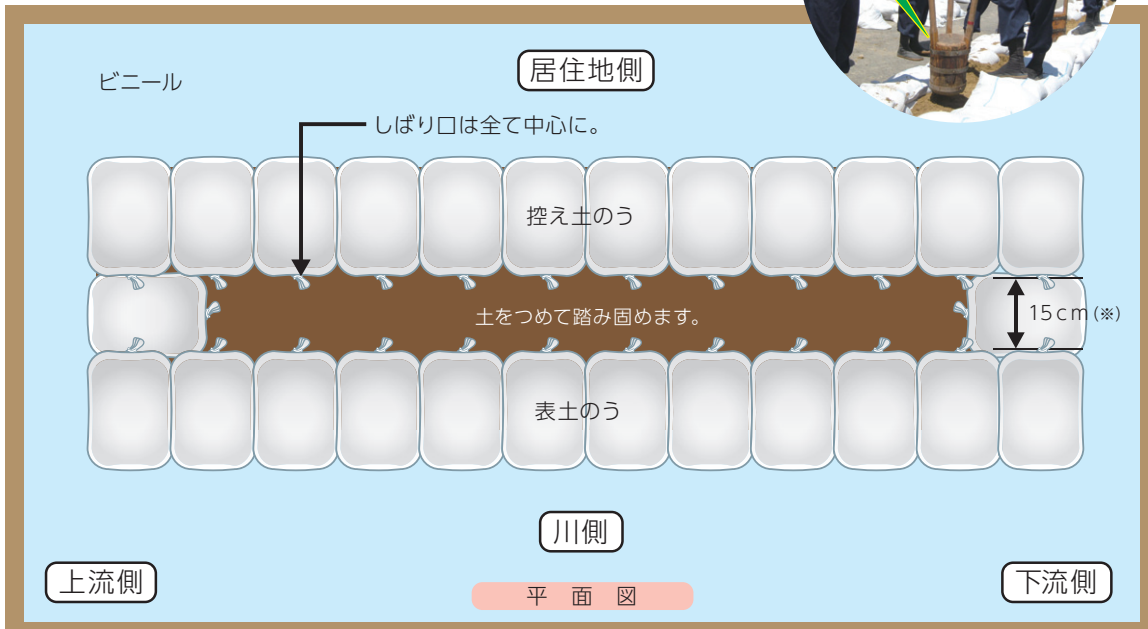 ビニール
居住地側
しばり口は全て中心に。
控え土のう
土をつめて踏み固めます。
15cm(※)
表土のう
川側
上流側
下流側
平面図